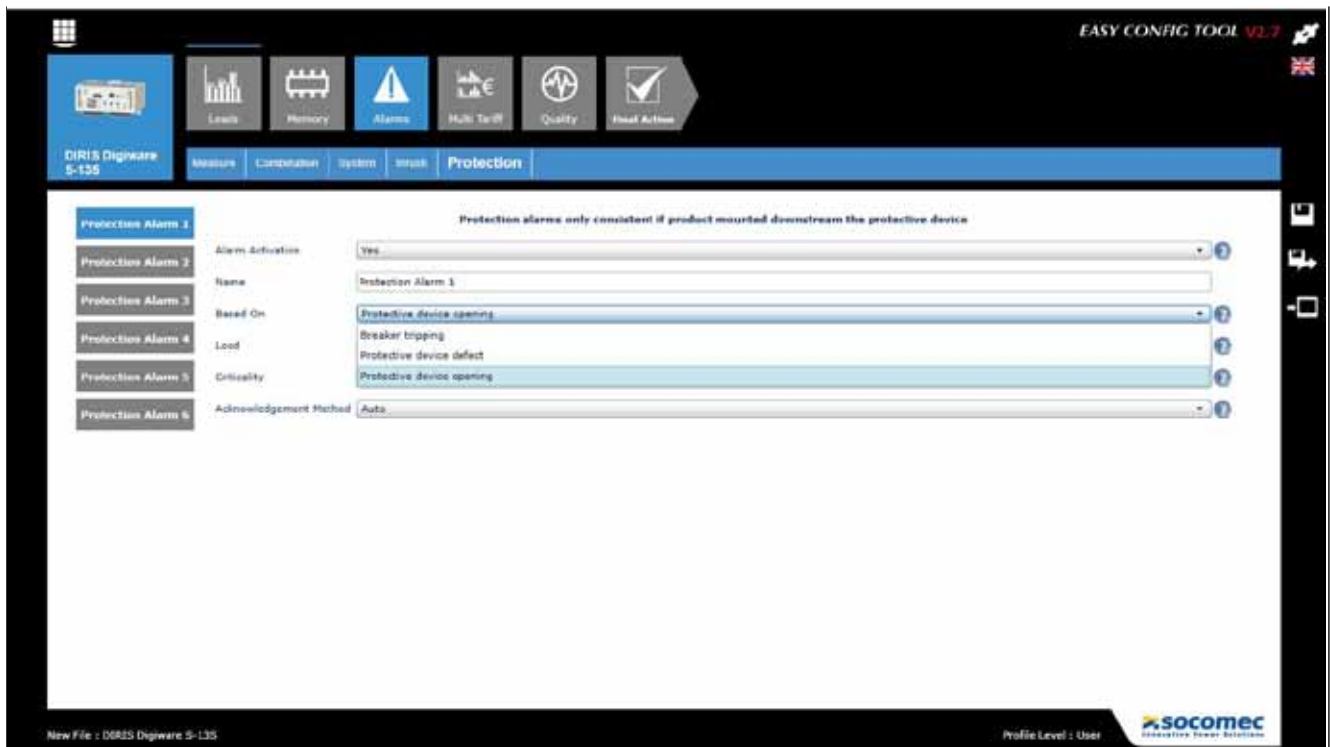 EASY CONFIG TOOL V2.7
Loads
Memory
Alarms
Multi Tariff
Quality
Final Action
DIRIS Digiware
S-135
Measure
Combination
System
Inrush
Protection
Protection Alarm 1
Protection Alarm 2
Protection Alarm 3
Protection Alarm 4
Protection Alarm 5
Protection Alarm 6
Protection alarms only consistent if product mounted downstream the protective device
Alarm Activation
Yes
Name
Protection Alarm 1
Based On
Protective device opening
Breaker tripping
Load
Protective device defect
Criticality
Protective device opening
Acknowledgement Method
Auto
New File : DIRIS Digiware S-135
Profile Level : User
socomec
Innovative Power Solutions